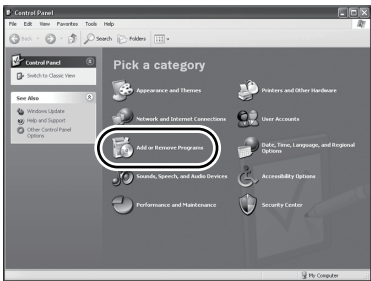 Control Panel
File Edit View Favorites Tools Help
Back Search Folders
Control Panel
Switch to Classic View
See Also
Windows Update
Help and Support
Other Control Panel
Options
Pick a category
Appearance and Themes
Printers and Other Hardware
Network and Internet Connections
User Accounts
Add or Remove Programs
Date, Time, Language, and Regional
Options
Sounds, Speech, and Audio Devices
Accessibility Options
Performance and Maintenance
Security Center
My Computer